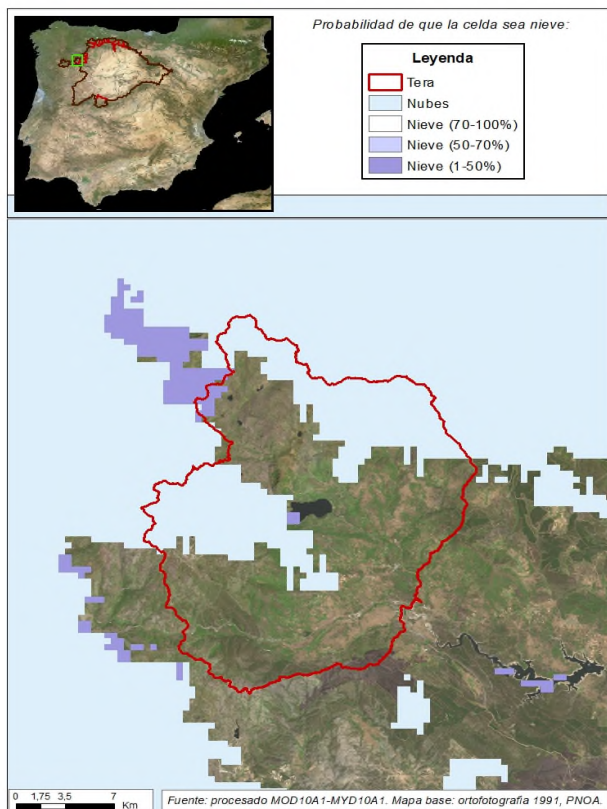 Probabilidad de que la celda sea nieve:
Leyenda
Tera
Nubes
Nieve (70-100%)
Nieve (50-70%)
Nieve (1-50%)
0 1,75 3,5 7
Km
Fuente: procesado MOD10A1-MYD10A1. Mapa base: ortofotografia 1991, PNOA